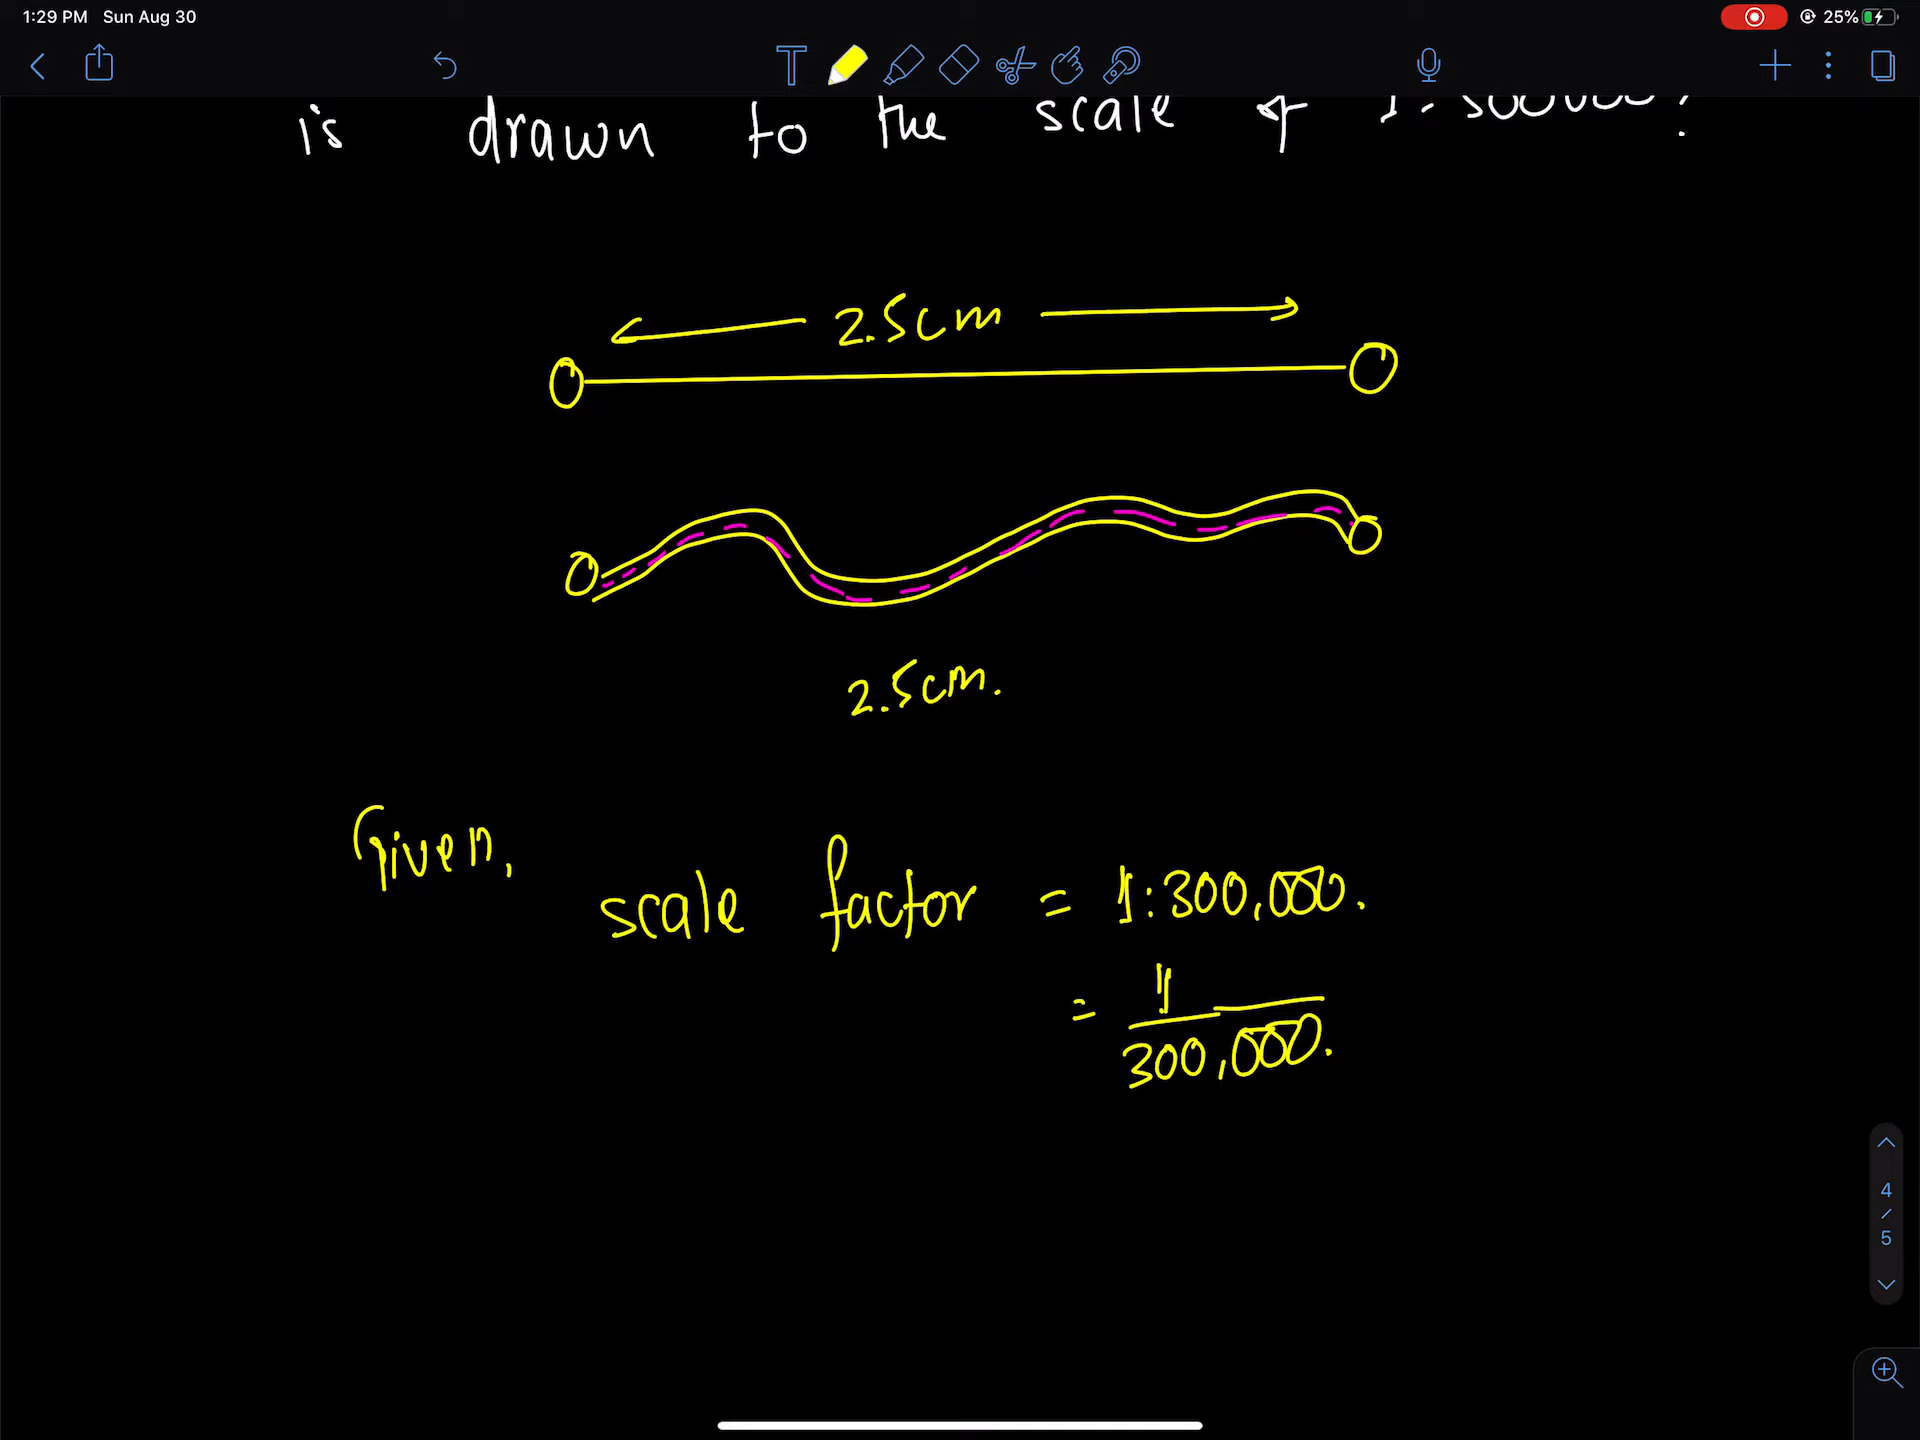 1:29 PM Sun Aug 30
25%
is drawn to the scale of
2.5cm
2.5cm.
Given,
scale factor = 1:300,000.
= 1/300,000.
4
/
5